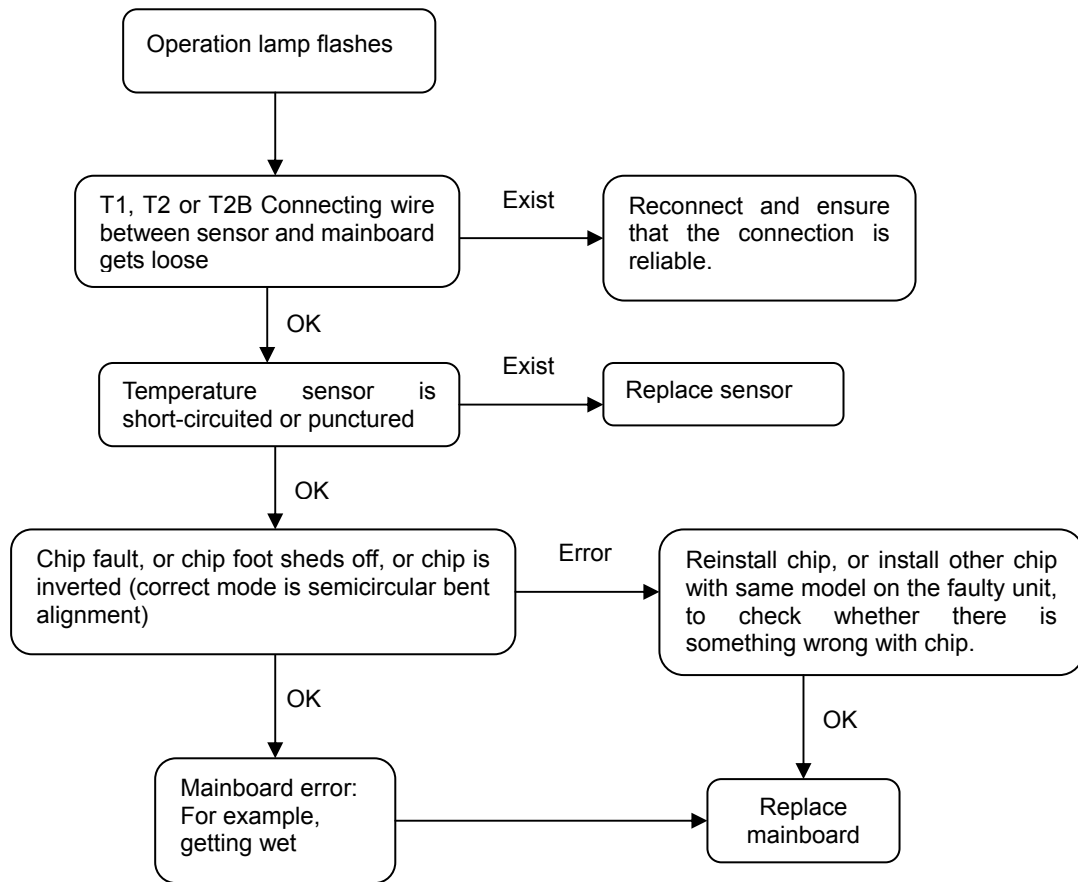 Operation lamp flashes
T1, T2 or T2B Connecting wire
between sensor and mainboard
gets loose
Exist
Reconnect and ensure
that the connection is
reliable.
OK
Temperature sensor is
short-circuited or punctured
Exist
Replace sensor
OK
Chip fault, or chip foot sheds off, or chip is
inverted (correct mode is semicircular bent
alignment)
Error
Reinstall chip, or install other chip
with same model on the faulty unit,
to check whether there is
something wrong with chip.
OK
OK
Mainboard error:
For example,
getting wet
Replace
mainboard